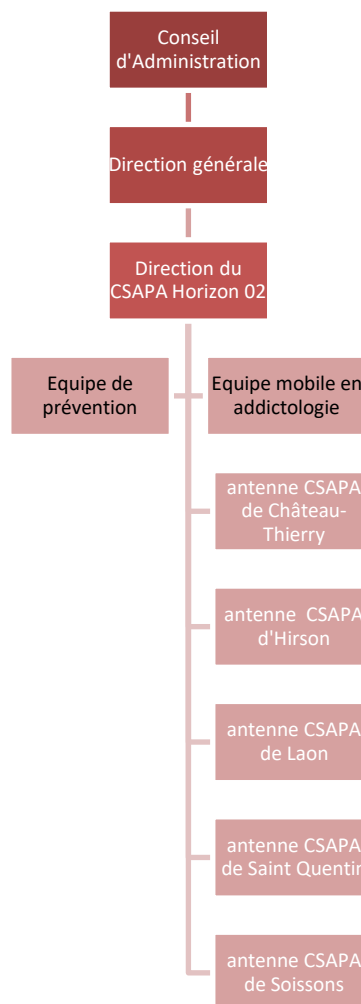 Conseil
d'Administration
Direction générale
Direction du
CSAPA Horizon 02
Equipe de
prévention
Equipe mobile en
addictologie
antenne CSAPA
de Château-
Thierry
antenne CSAPA
d'Hirson
antenne CSAPA
de Laon
antenne CSAPA
de Saint Quentin
antenne CSAPA
de Soissons